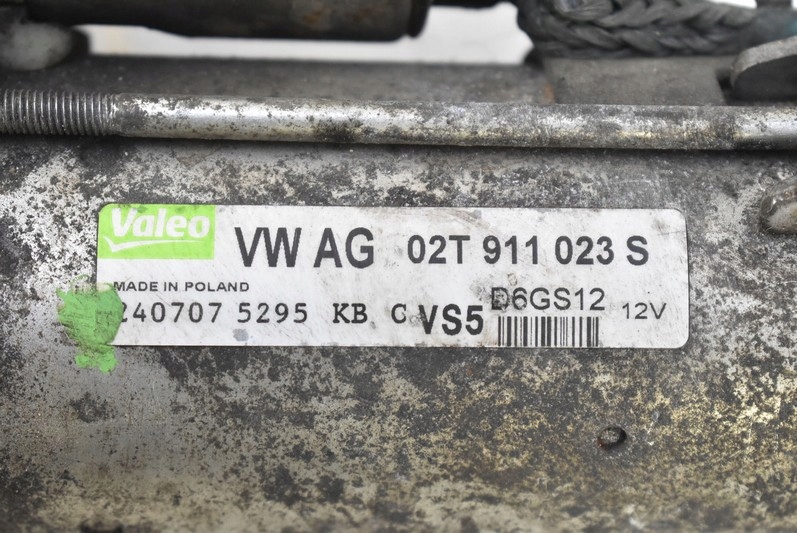 Valeo VW AG 02T 911 023 S
MADE IN POLAND D6GS12
240707 5295 KB C VS5 12V